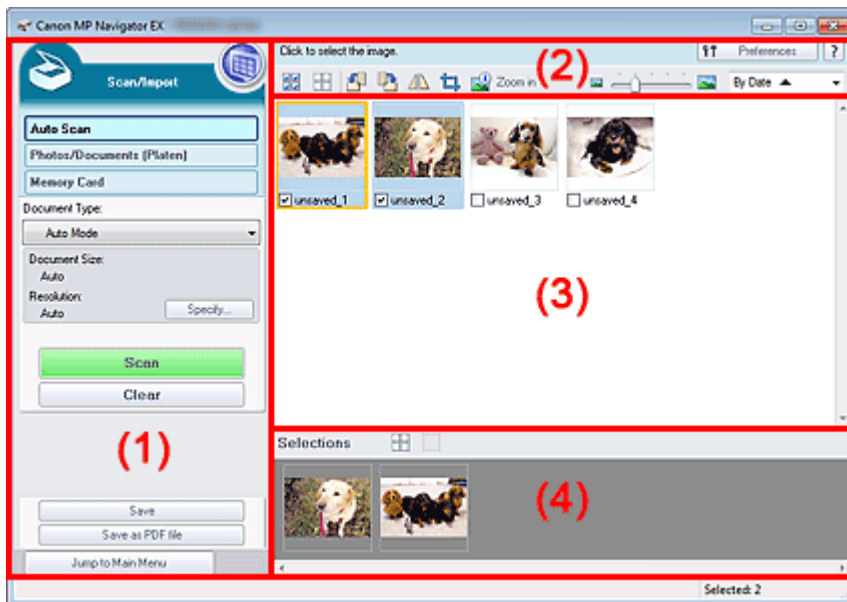 Canon MP Navigator EX
Scan/Import
Auto Scan
Photos/Documents (Platen)
Memory Card
Document Type:
Auto Mode
Document Size:
Auto
Resolution:
Auto
Specify...
Scan
Clear
(1)
Save
Save as PDF file
Jump to Main Menu
Click to select the image.
Preferences
?
Zoom in
(2)
By Date
unsaved_1
unsaved_2
unsaved_3
unsaved_4
(3)
Selections
(4)
Selected: 2